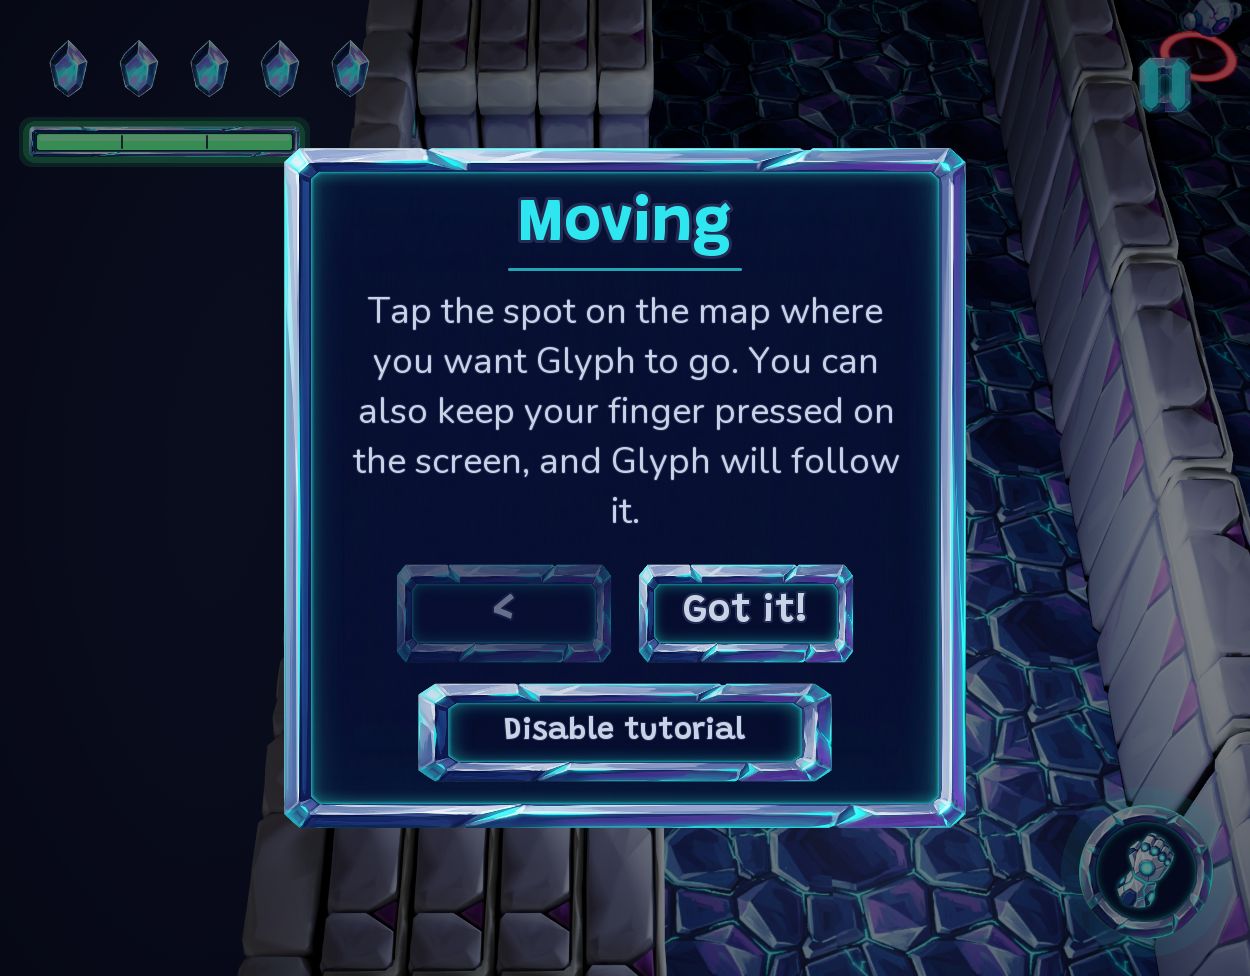 Moving
Tap the spot on the map where
you want Glyph to go. You can
also keep your finger pressed on
the screen, and Glyph will follow
it.
< Got it!
Disable tutorial